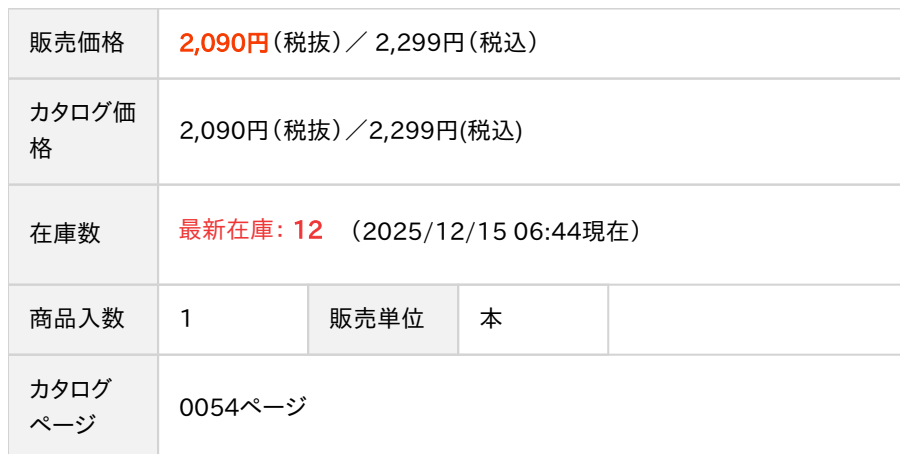 販売価格
2,090円（税抜）／ 2,299円（税込）
カタログ価
格
2,090円（税抜）／2,299円(税込)
在庫数
最新在庫: 12 （2025/12/15 06:44現在）
商品入数
1
販売単位
本
カタログ
ページ
0054ページ